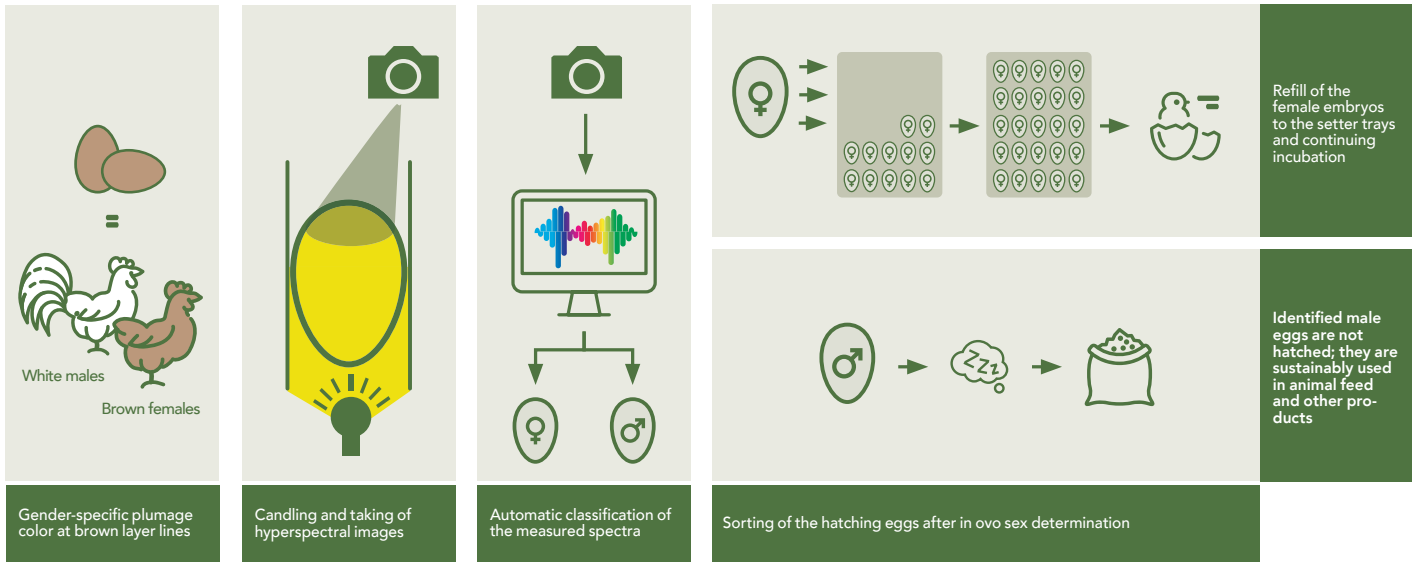 White males
Brown females
Gender-specific plumage
color at brown layer lines
Candling and taking of
hyperspectral images
Automatic classification of
the measured spectra
Refill of the
female embryos
to the setter trays
and continuing
incubation
ZZz
Identified male
eggs are not
hatched; they are
sustainably used
in animal feed
and other pro-
ducts
Sorting of the hatching eggs after in ovo sex determination